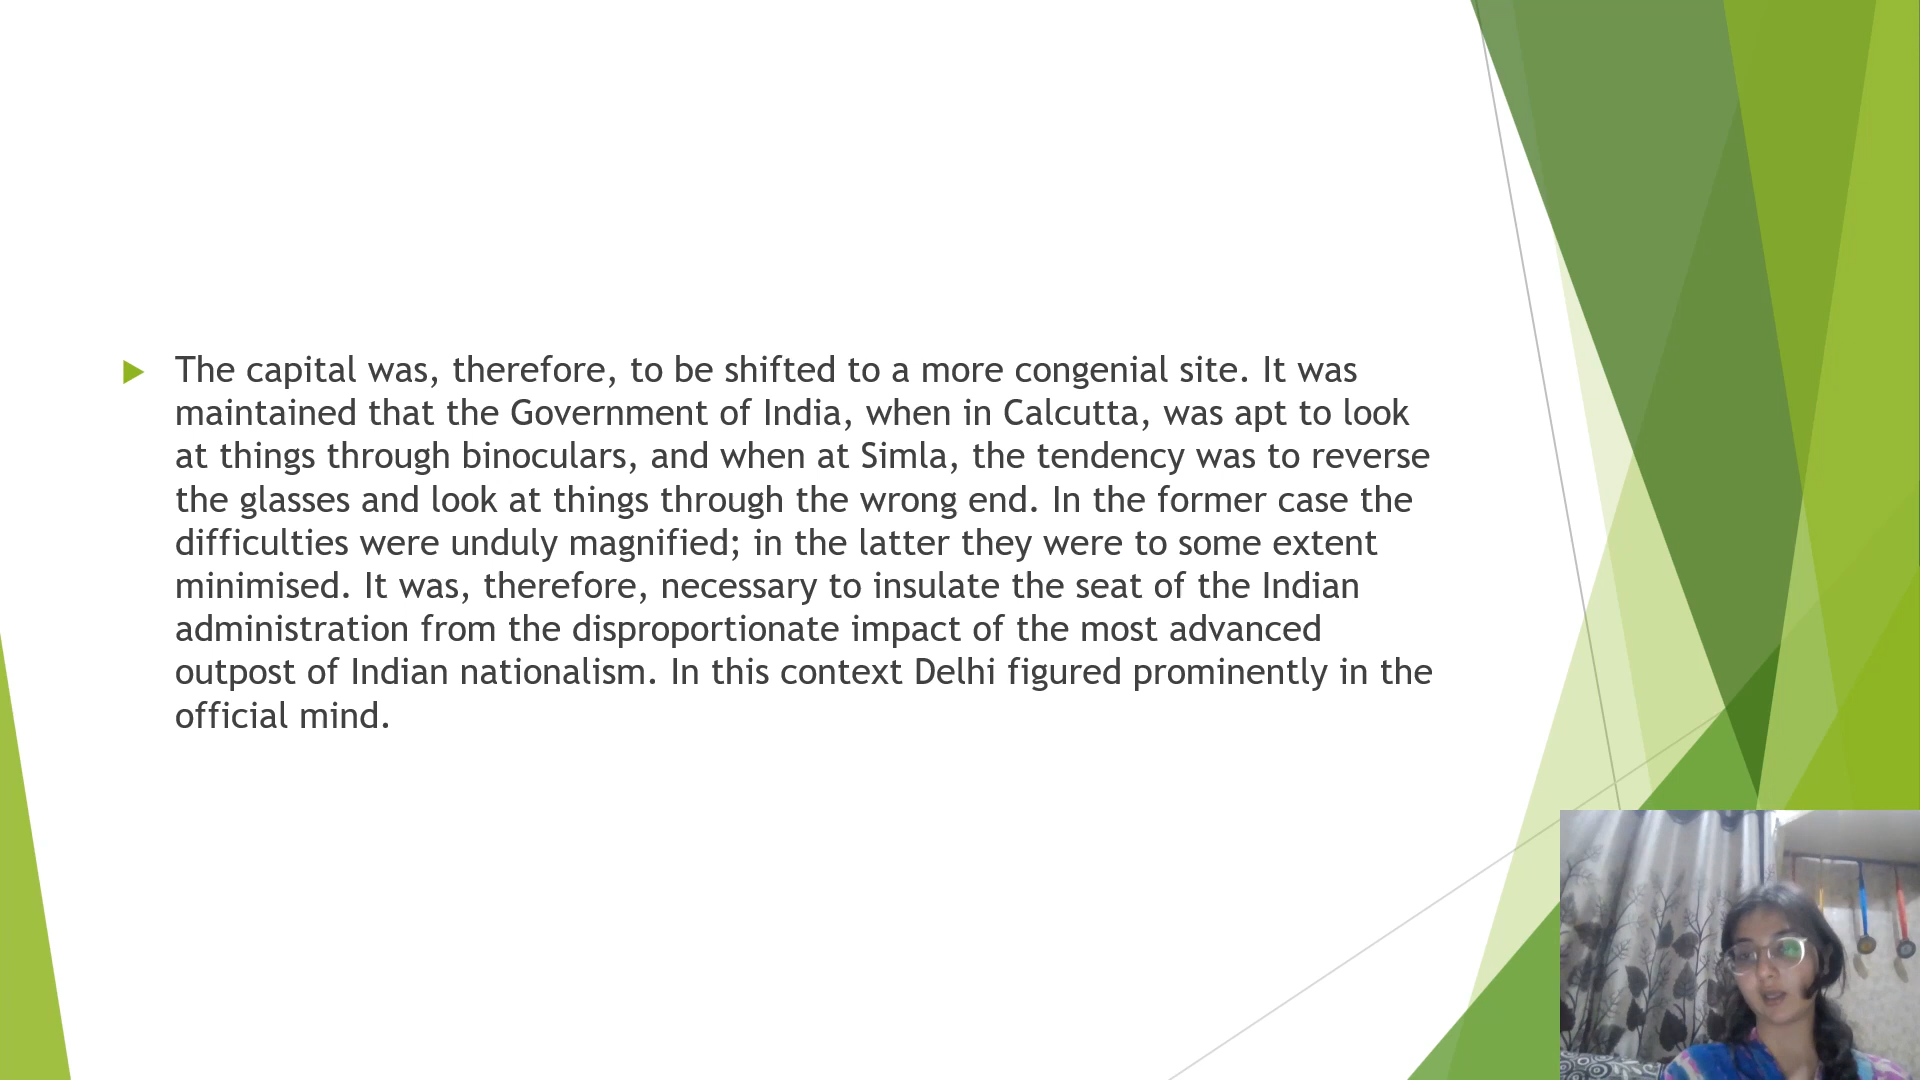 The capital was, therefore, to be shifted to a more congenial site. It was
maintained that the Government of India, when in Calcutta, was apt to look
at things through binoculars, and when at Simla, the tendency was to reverse
the glasses and look at things through the wrong end. In the former case the
difficulties were unduly magnified; in the latter they were to some extent
minimised. It was, therefore, necessary to insulate the seat of the Indian
administration from the disproportionate impact of the most advanced
outpost of Indian nationalism. In this context Delhi figured prominently in the
official mind.